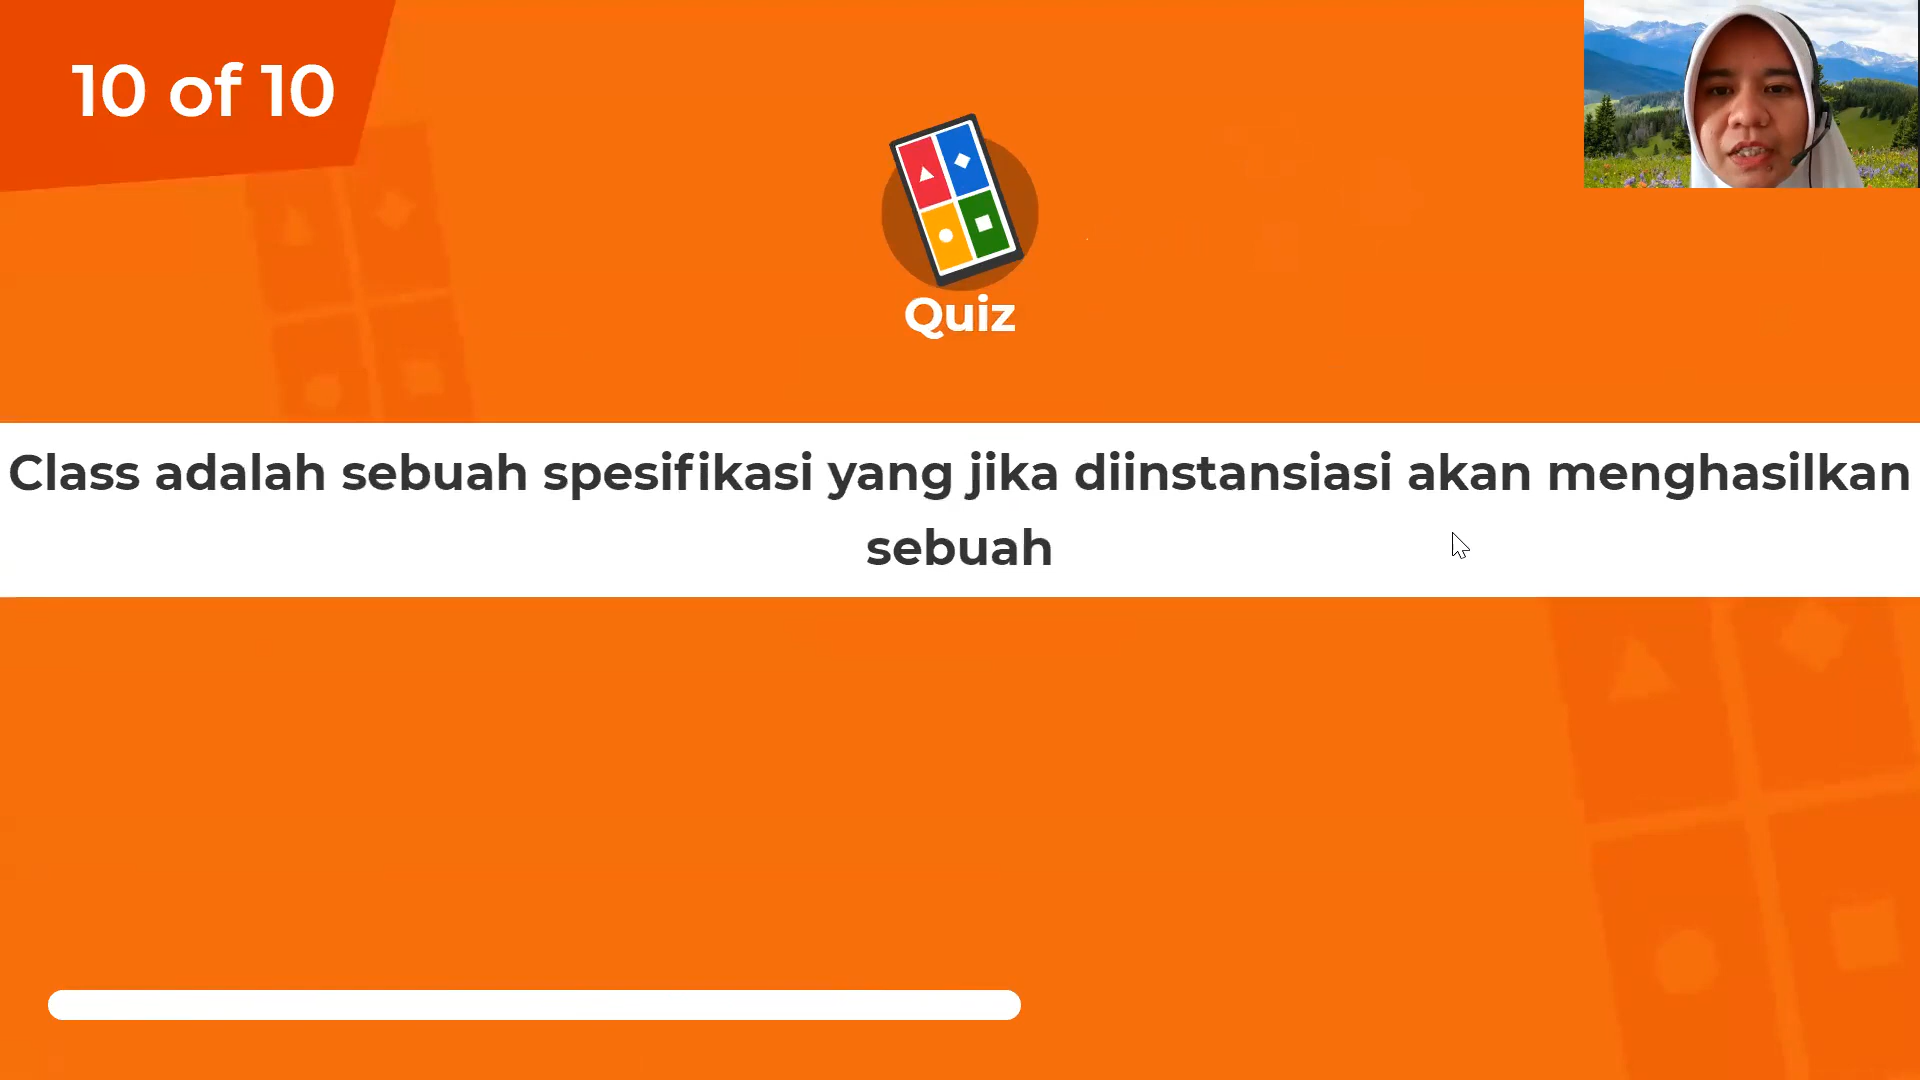 10 of 10
Quiz
Class adalah sebuah spesifikasi yang jika diinstansiasi akan menghasilkan
sebuah